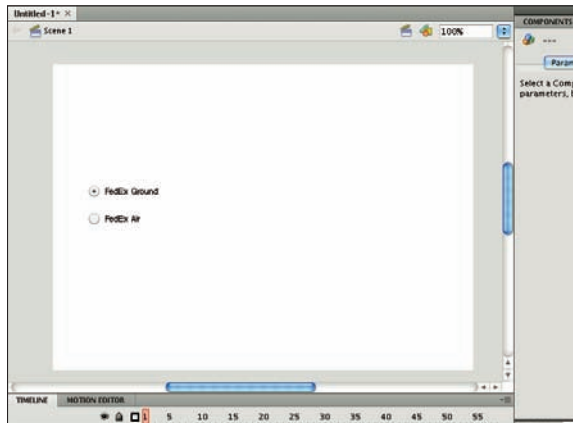 Untitled-1* ×
Scene 1
100%
COMPONENTS
---
Param
Select a Comp
parameters, b
FedEx Ground
FedEx Air
TIMELINE MOTION EDITOR
1 5 10 15 20 25 30 35 40 45 50 55